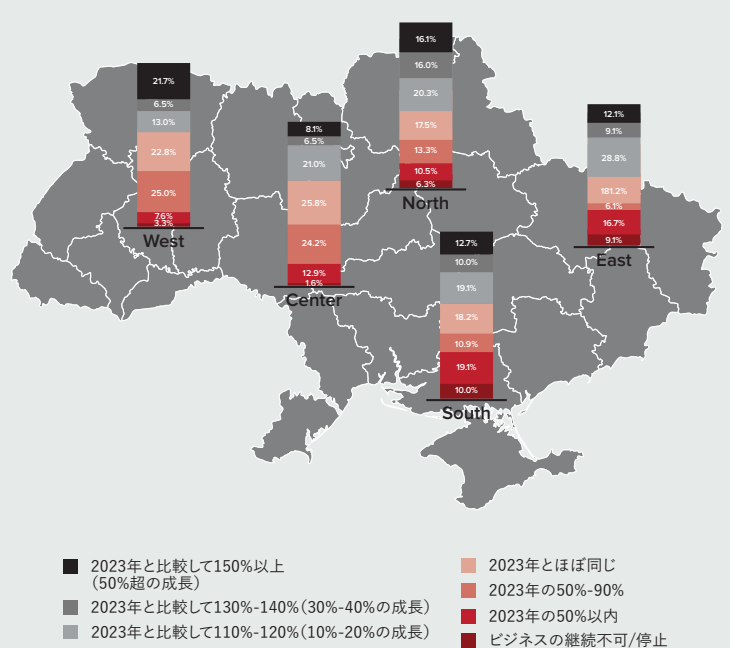 21.7%
6.5%
13.0%
22.8%
25.0%
7.6%
3.3%
West
8.1%
6.5%
21.0%
25.8%
24.2%
12.9%
1.6%
Center
16.1%
16.0%
20.3%
17.5%
13.3%
10.5%
6.3%
North
12.7%
10.0%
19.1%
18.2%
10.9%
19.1%
10.0%
South
12.1%
9.1%
28.8%
181.2%
6.1%
16.7%
9.1%
East
2023年と比較して150%以上
(50%超の成長)
2023年と比較して130%-140%(30%-40%の成長)
2023年と比較して110%-120%(10%-20%の成長)
2023年とほぼ同じ
2023年の50%-90%
2023年の50%以内
ビジネスの継続不可/停止